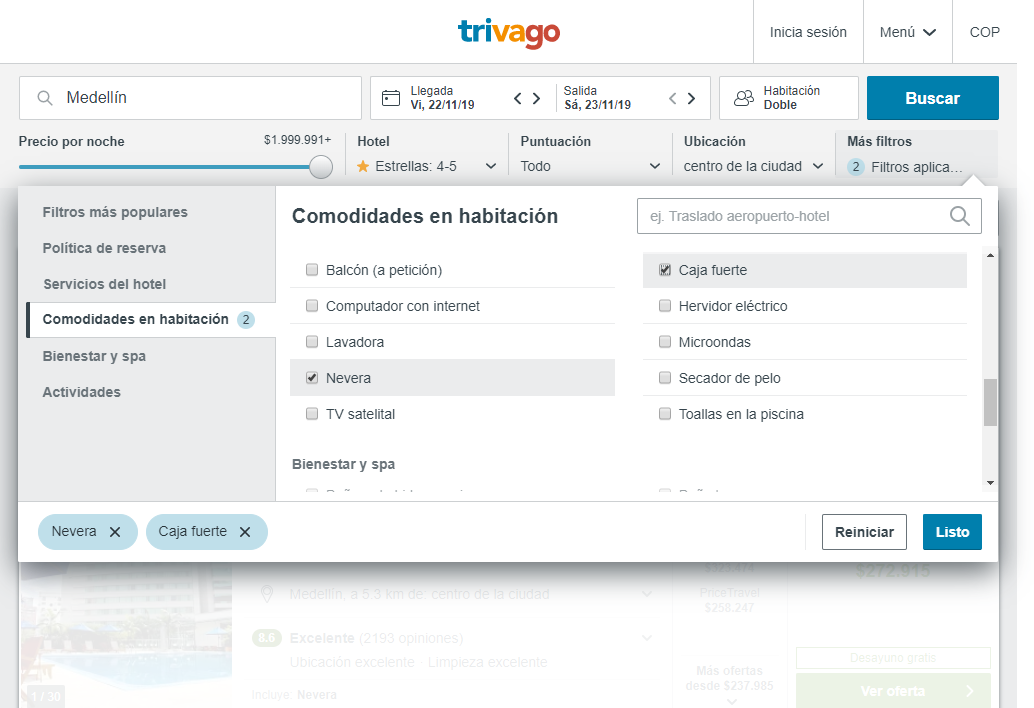 trivago
Inicia sesión
Menú
COP
Medellín
Llegada
Vi, 22/11/19
Salida
Sá, 23/11/19
Habitación
Doble
Buscar
Precio por noche
$1.999.991+
Hotel
Estrellas: 4-5
Puntuación
Todo
Ubicación
centro de la ciudad
Más filtros
2 Filtros aplica...
Filtros más populares
Política de reserva
Servicios del hotel
Comodidades en habitación 2
Bienestar y spa
Actividades
Comodidades en habitación
ej. Traslado aeropuerto-hotel
Balcón (a petición)
Caja fuerte
Computador con internet
Hervidor eléctrico
Lavadora
Microondas
Nevera
Secador de pelo
TV satelital
Toallas en la piscina
Bienestar y spa
Nevera
Caja fuerte
Reiniciar
Listo
$323.474
$272,915
Medellín, a 5.3 km de: centro de la ciudad
PriceTravel
$258.247
8.6 Excelente (2193 opiniones)
Ubicación excelente Limpieza excelente
Desayuno gratis
Más ofertas
desde $237.985
1 / 30
Incluye: Nevera
Ver oferta